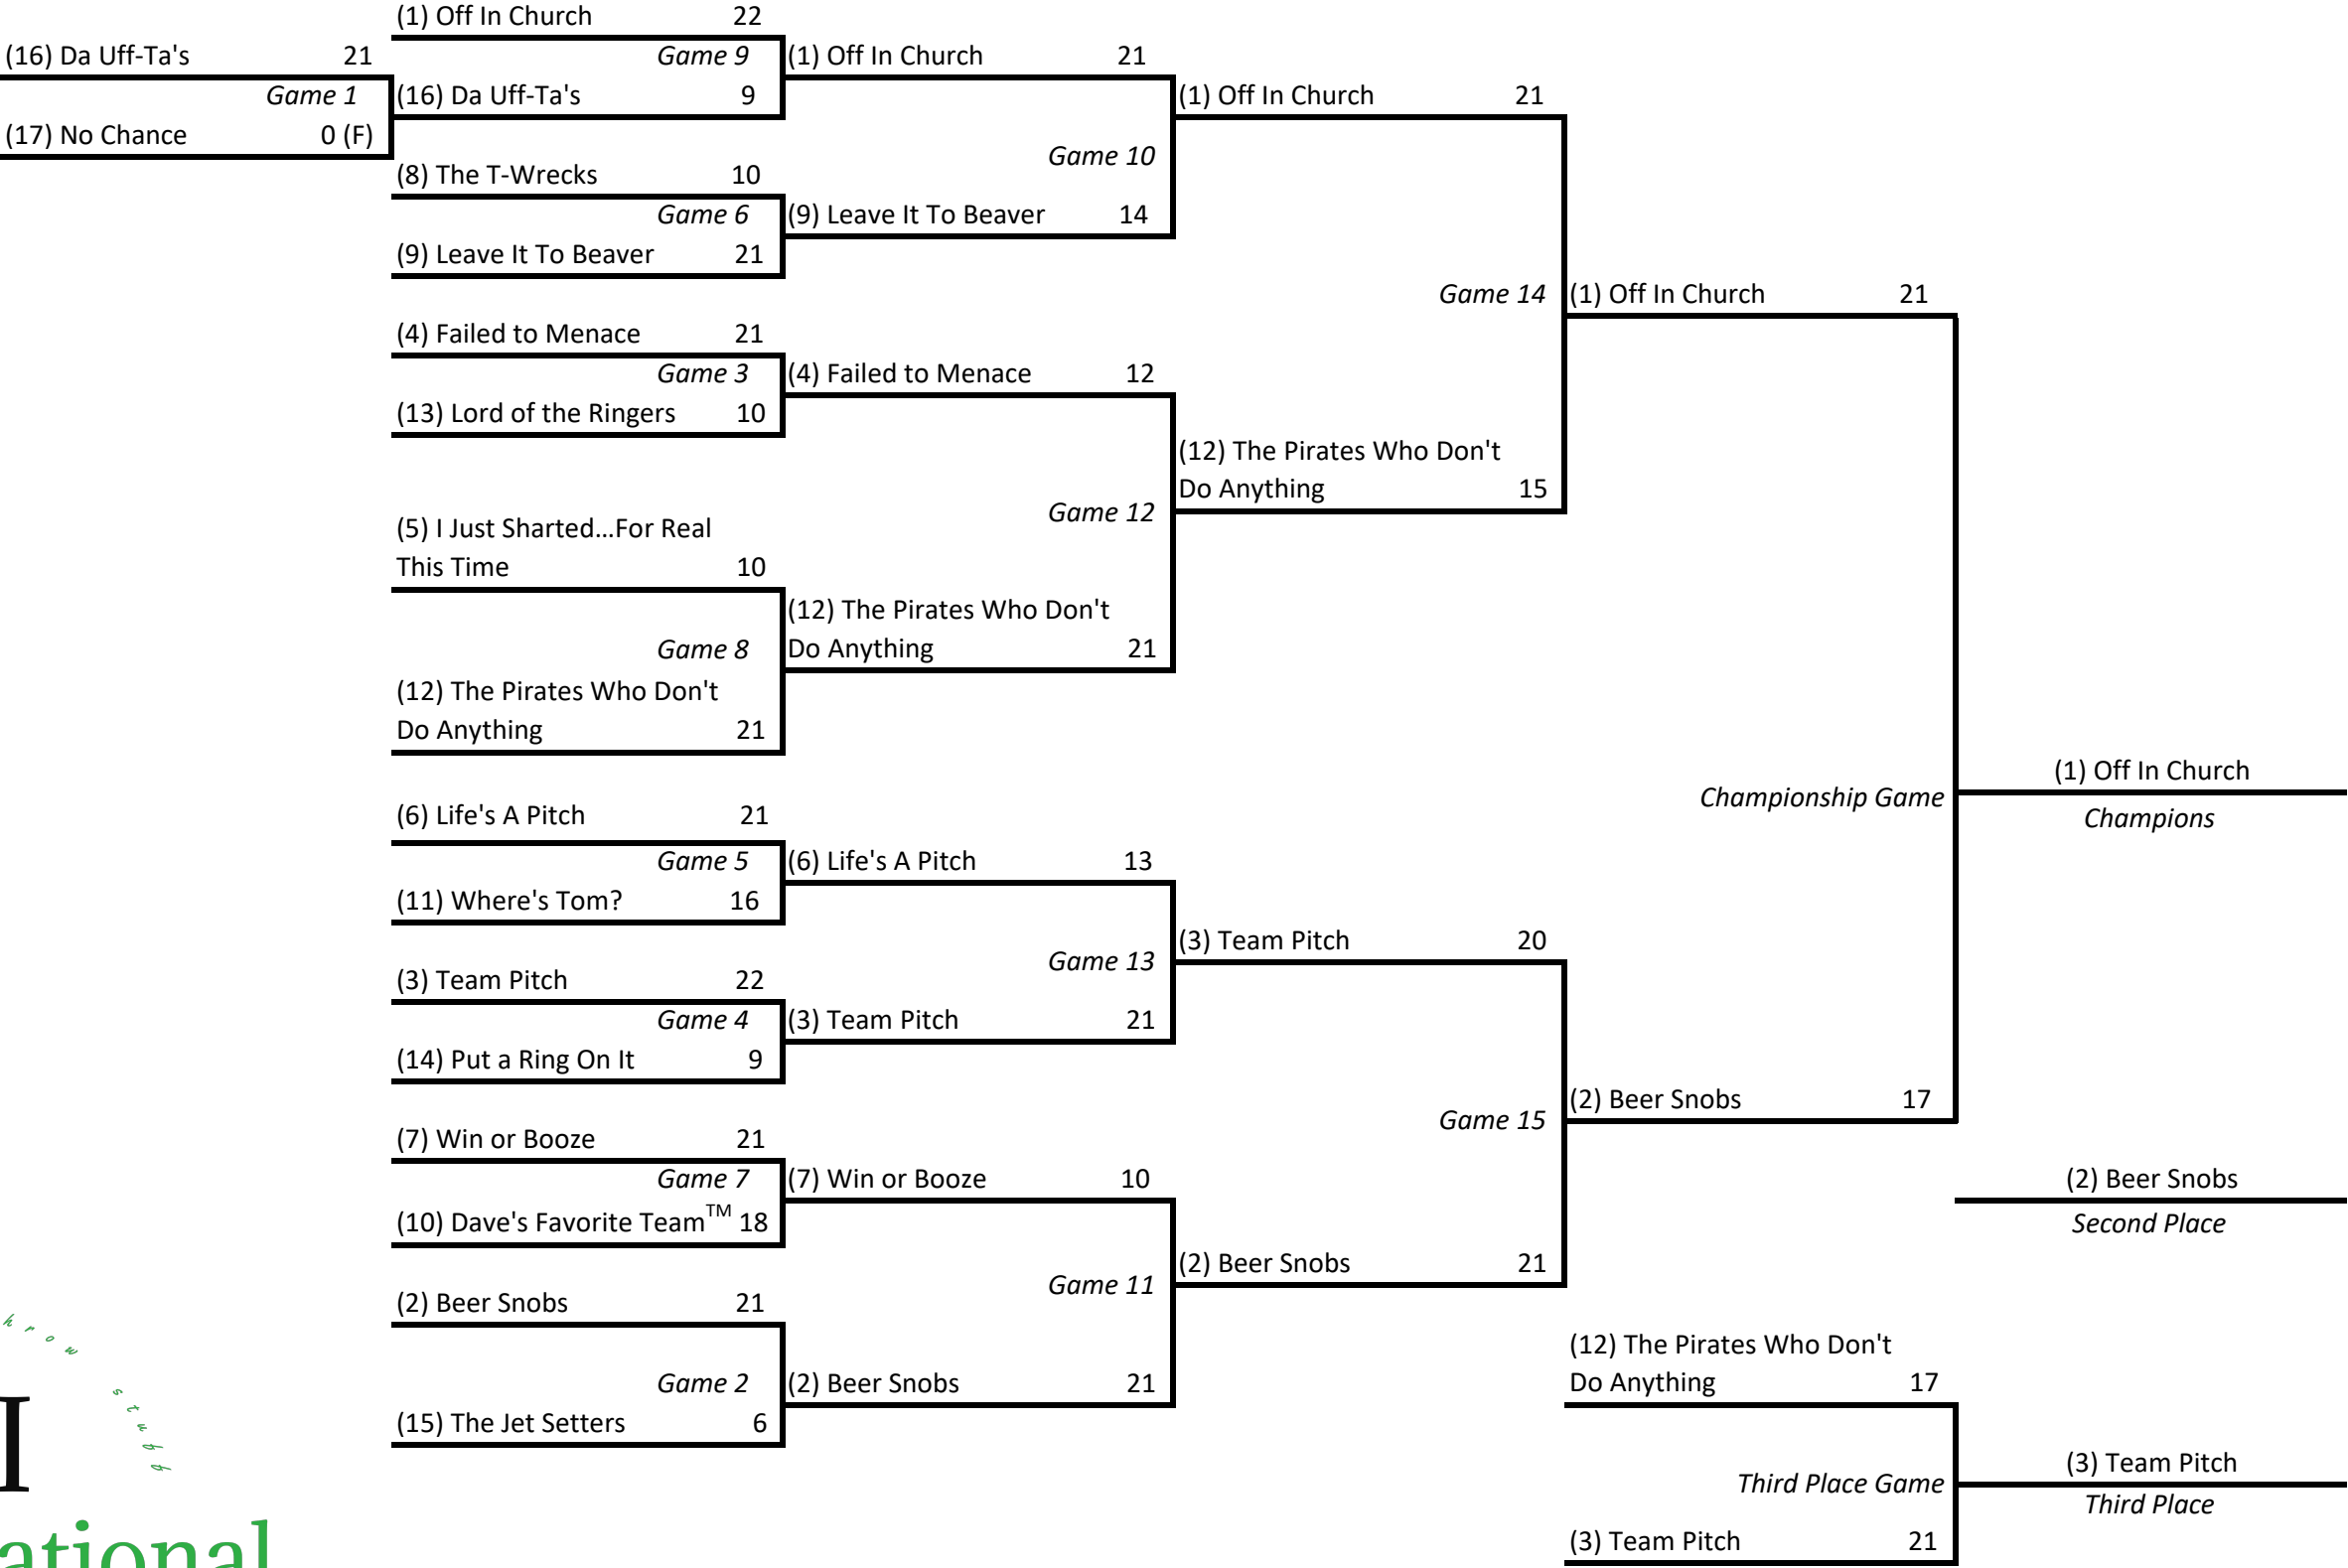 (1) Off In Church 22
(16) Da Uff-Ta's 21
Game 9
(1) Off In Church 21
Game 1
(16) Da Uff-Ta's 9
(1) Off In Church 21
(17) No Chance 0 (F)
Game 10
(8) The T-Wrecks 10
Game 6
(9) Leave It To Beaver 14
(9) Leave It To Beaver 21
Game 14
(1) Off In Church 21
(4) Failed to Menace 21
Game 3
(4) Failed to Menace 12
(13) Lord of the Ringers 10
(12) The Pirates Who Don't
Do Anything 15
Game 12
(5) I Just Sharted...For Real
This Time 10
(12) The Pirates Who Don't
Do Anything 21
Game 8
(12) The Pirates Who Don't
Do Anything 21
(1) Off In Church
Championship Game
Champions
(6) Life's A Pitch 21
Game 5
(6) Life's A Pitch 13
(11) Where's Tom? 16
(3) Team Pitch 20
Game 13
(3) Team Pitch 22
Game 4
(3) Team Pitch 21
(14) Put a Ring On It 9
(2) Beer Snobs 17
Game 15
(7) Win or Booze 21
Game 7
(7) Win or Booze 10
(2) Beer Snobs
(10) Dave's Favorite Team™ 18
Second Place
(2) Beer Snobs 21
Game 11
(2) Beer Snobs 21
(12) The Pirates Who Don't
Do Anything 17
Game 2
(2) Beer Snobs 21
(15) The Jet Setters 6
(3) Team Pitch
Third Place Game
Third Place
(3) Team Pitch 21
hrow stuff
I
ational